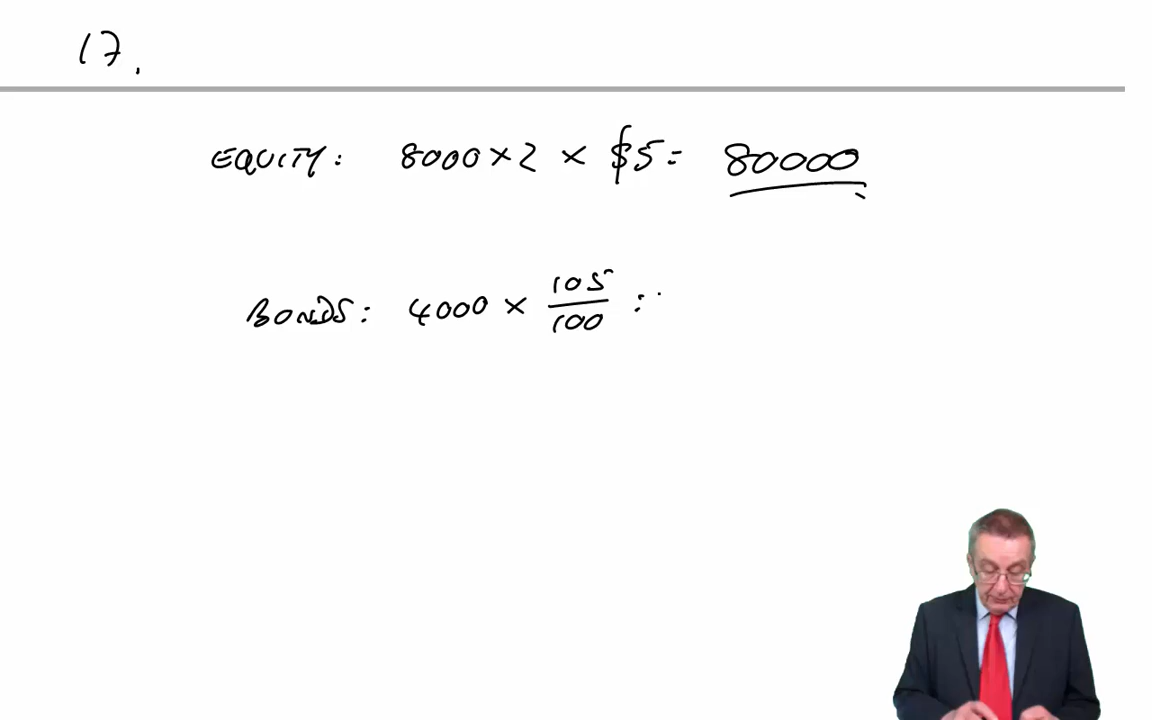 17.
EQUITY: 8000 × 2 × $5 = 80000
BONDS: 4000 × 105/100 =